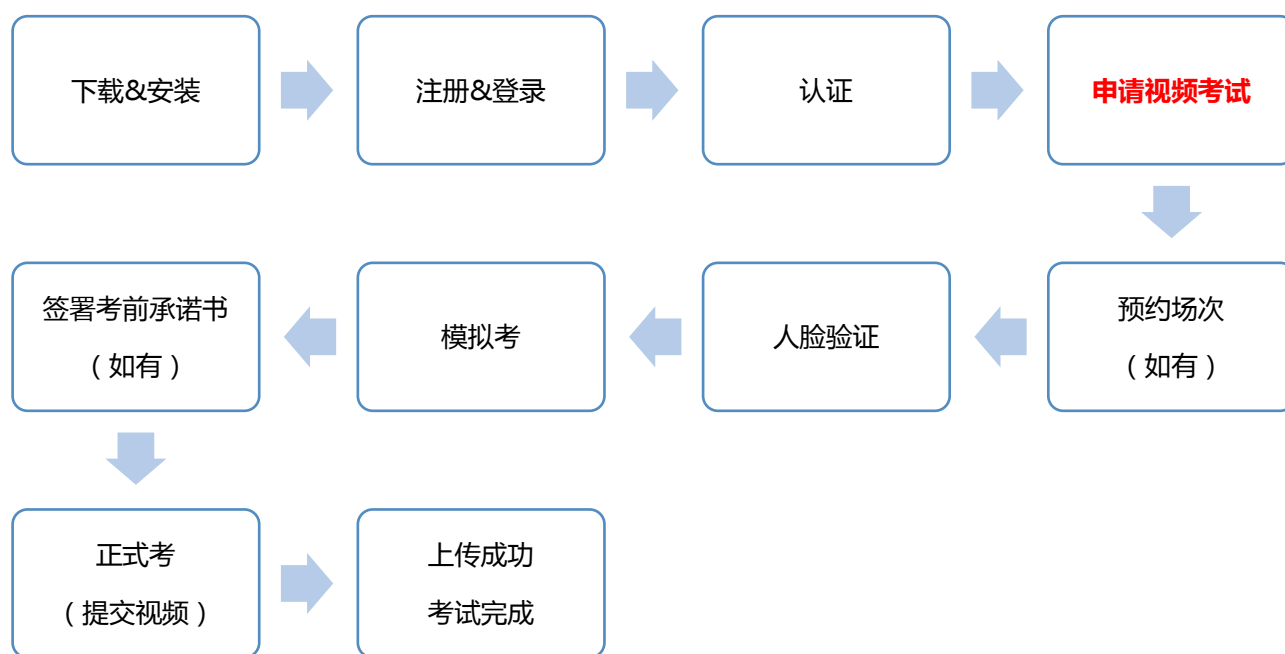 下载&安装
注册&登录
认证
申请视频考试
预约场次
（如有）
人脸验证
模拟考
签署考前承诺书
（如有）
正式考
（提交视频）
上传成功
考试完成